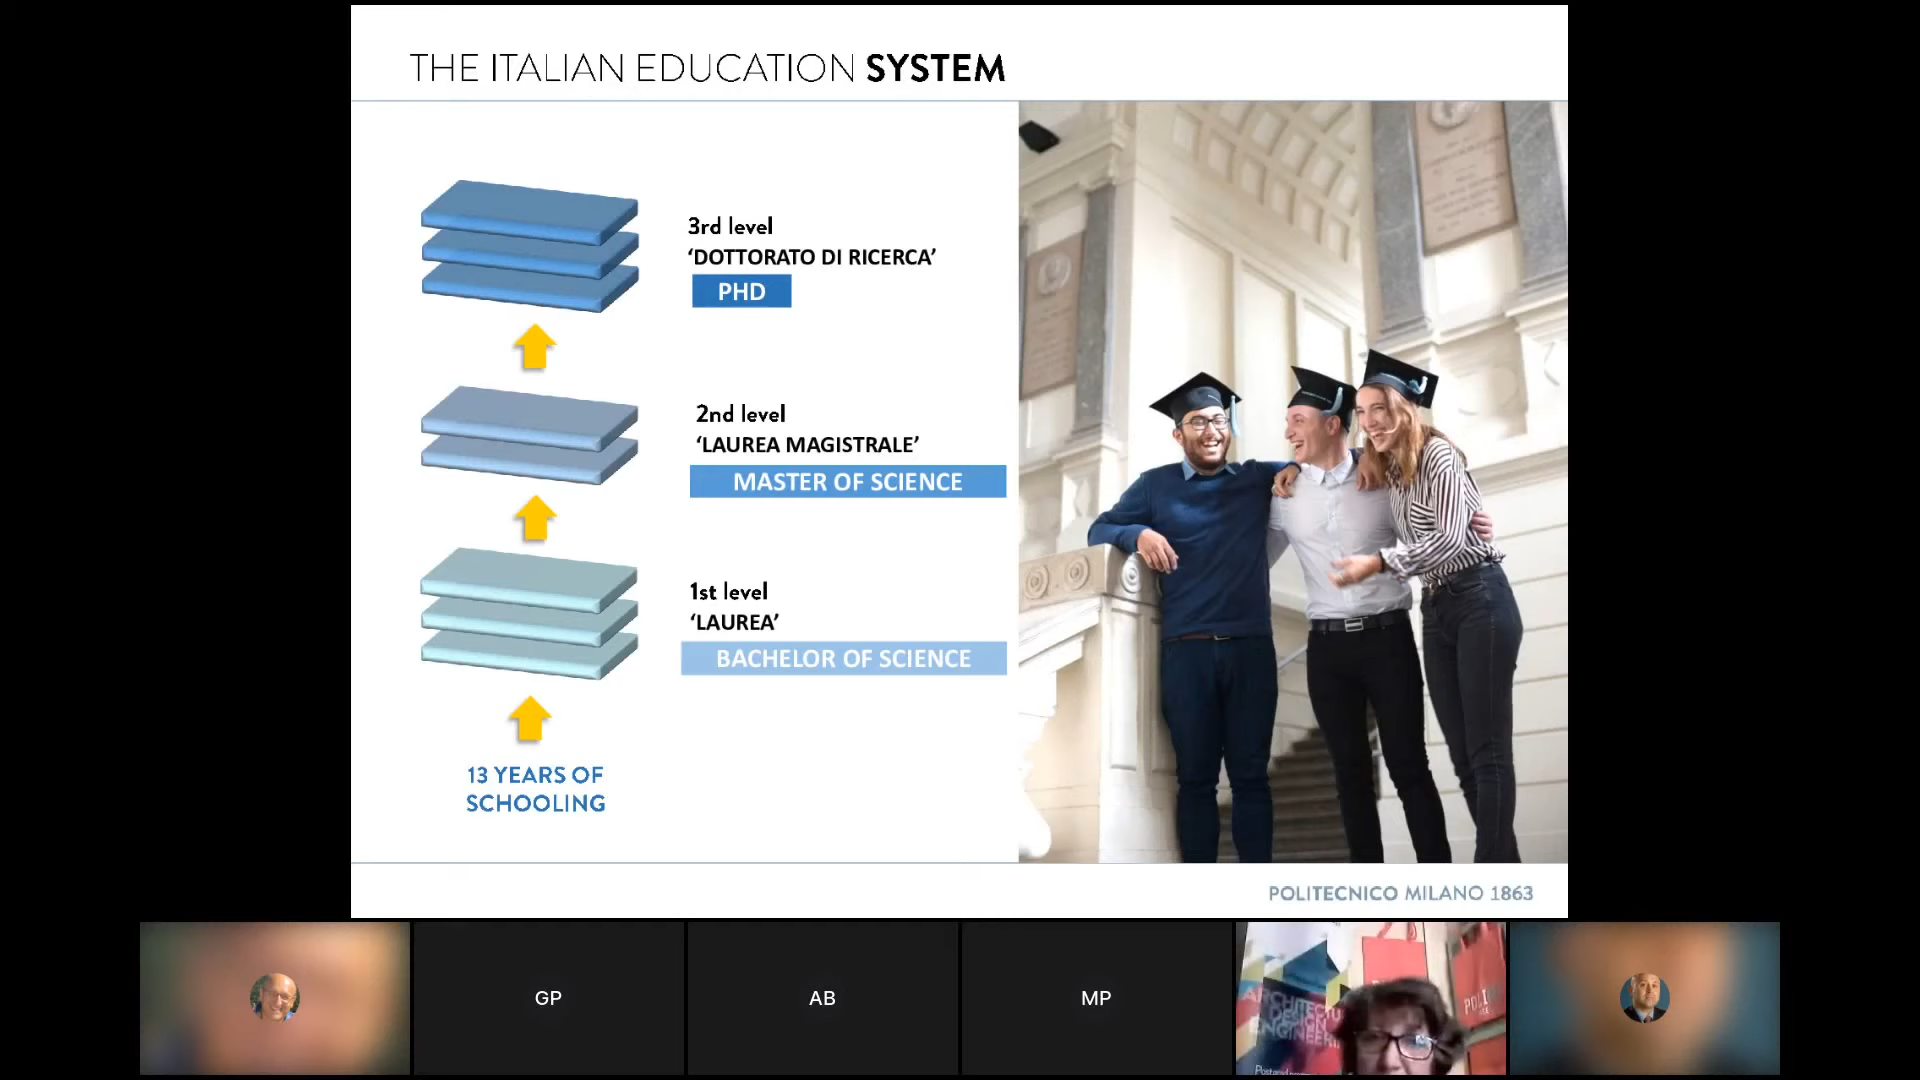 THE ITALIAN EDUCATION SYSTEM
3rd level
‘DOTTORATO DI RICERCA’
PHD
2nd level
‘LAUREA MAGISTRALE’
MASTER OF SCIENCE
1st level
‘LAUREA’
BACHELOR OF SCIENCE
13 YEARS OF
SCHOOLING
POLITECNICO MILANO 1863
GP
AB
MP
DESIGN